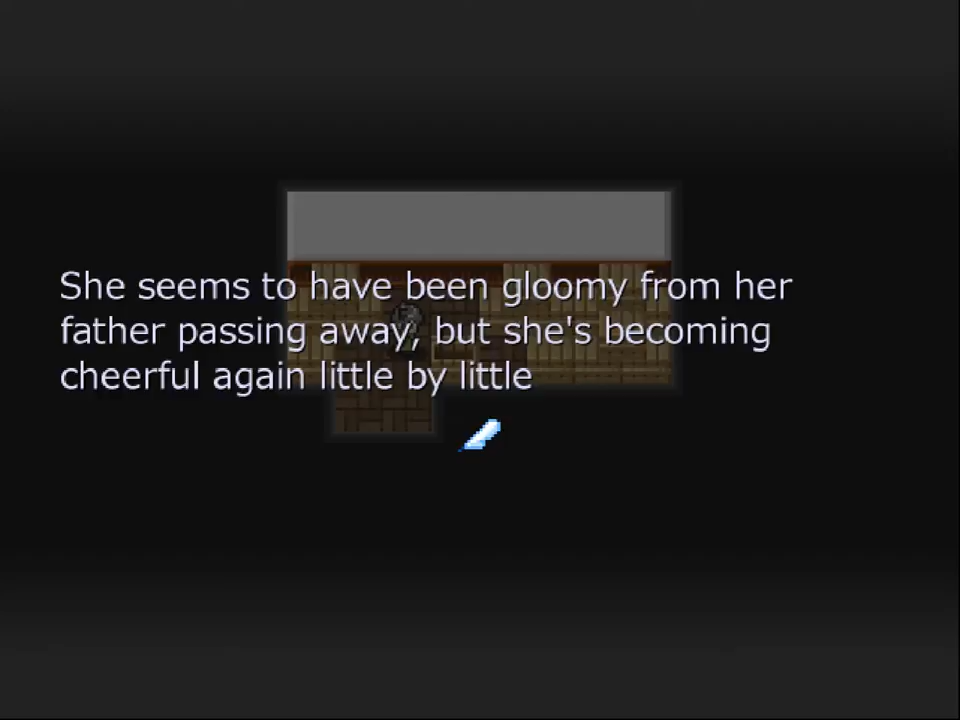 She seems to have been gloomy from her
father passing away, but she's becoming
cheerful again little by little